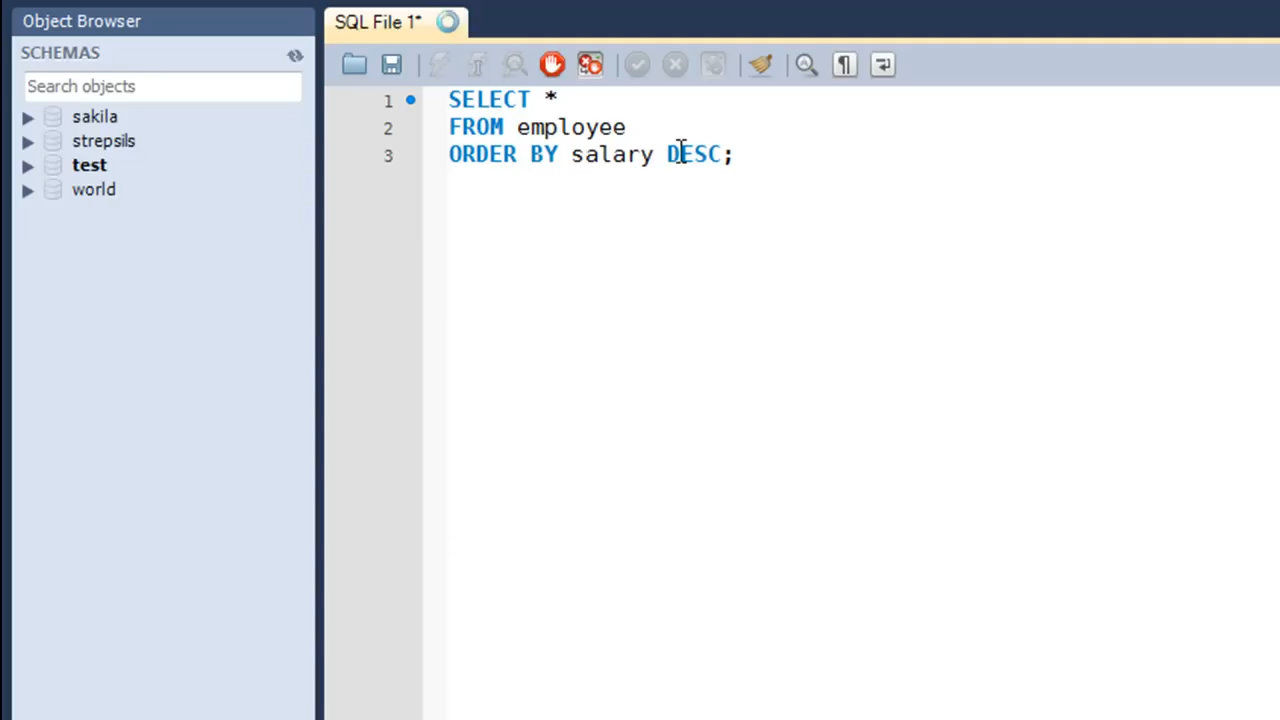 Object Browser
SCHEMAS
Search objects
sakila
strepsils
test
world
SQL File 1*
1 SELECT *
2 FROM employee
3 ORDER BY salary DESC;